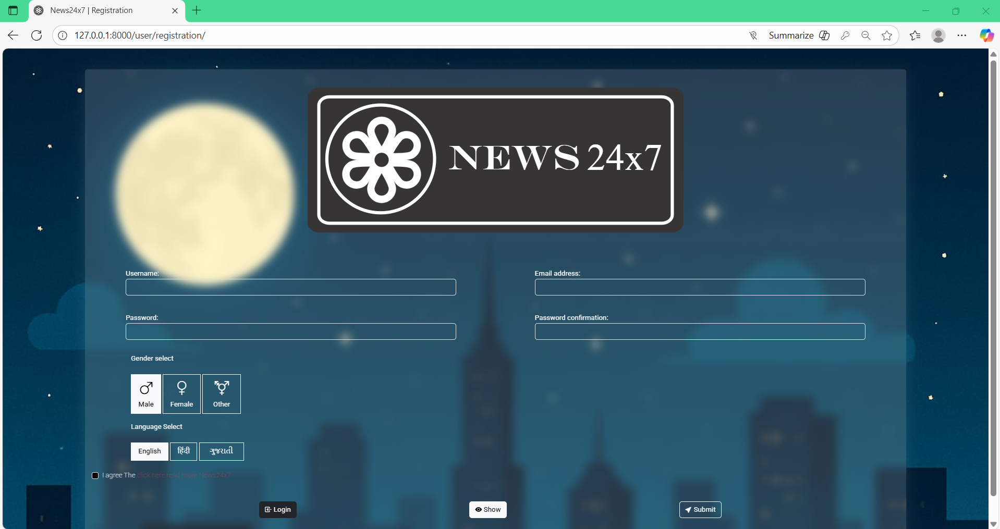 News24x7 | Registration
127.0.0.1:8000/user/registration/
Summarize
NEWS 24x7
Username:
Email address:
Password:
Password confirmation:
Gender select
Male
Female
Other
Language Select
English
हिंदी
ગુજરાતી
I agree The click here read more News24x7
Login
Show
Submit